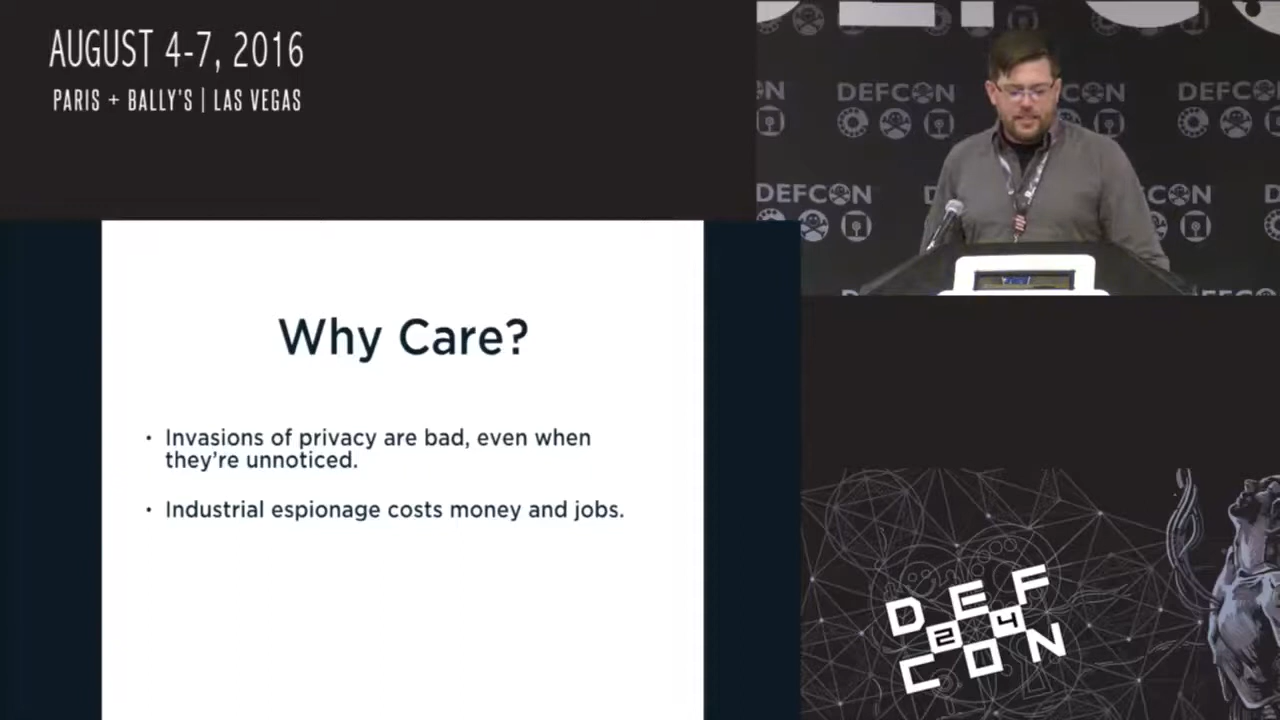 AUGUST 4-7, 2016
PARIS + BALLY'S | LAS VEGAS
DEFCON
DEFCON
DEFCON
Why Care?
• Invasions of privacy are bad, even when
they're unnoticed.
• Industrial espionage costs money and jobs.
DEF
24
CON